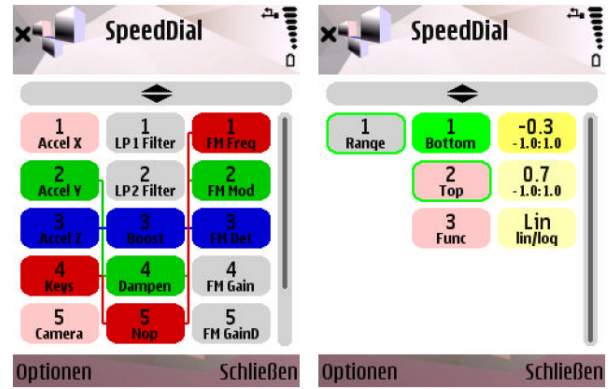 SpeedDial
1 1 1
Accel X LP1 Filter FM Freq
2 2 2
Accel Y LP2 Filter FM Mod
3 3 3
Accel Z Boost FM Det
4 4 4
Keys Dampen FM Gain
5 5 5
Camera Nop FM GainD
Optionen Schließen
SpeedDial
1 1 -0.3
Range Bottom -1.0:1.0
2 0.7
Top -1.0:1.0
3 Lin
Func lin/log
Optionen Schließen